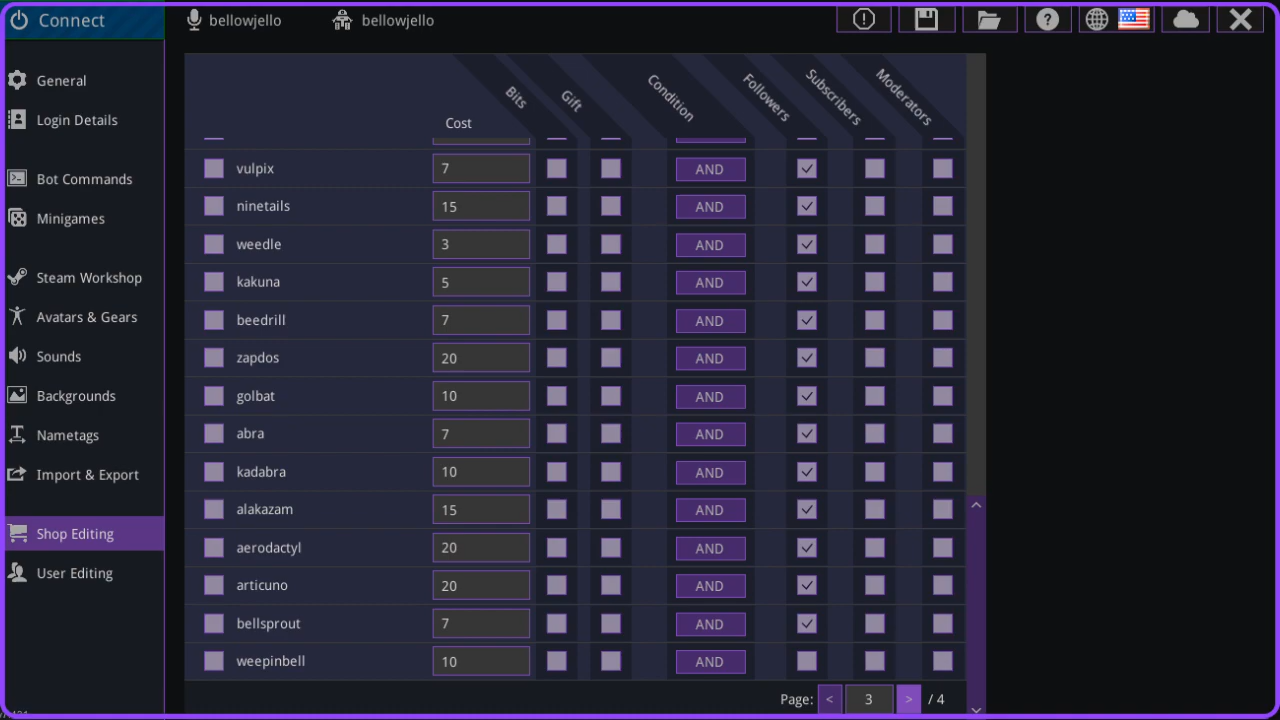 Connect
bellowjello
bellowjello
General
Login Details
Bot Commands
Minigames
Steam Workshop
Avatars & Gears
Sounds
Backgrounds
Nametags
Import & Export
Shop Editing
User Editing
Cost
Bits
Gift
Condition
Followers
Subscribers
Moderators
vulpix 7 AND
ninetails 15 AND
weedle 3 AND
kakuna 5 AND
beedrill 7 AND
zapdos 20 AND
golbat 10 AND
abra 7 AND
kadabra 10 AND
alakazam 15 AND
aerodactyl 20 AND
articuno 20 AND
bellsprout 7 AND
weepinbell 10 AND
Page: < 3 > / 4